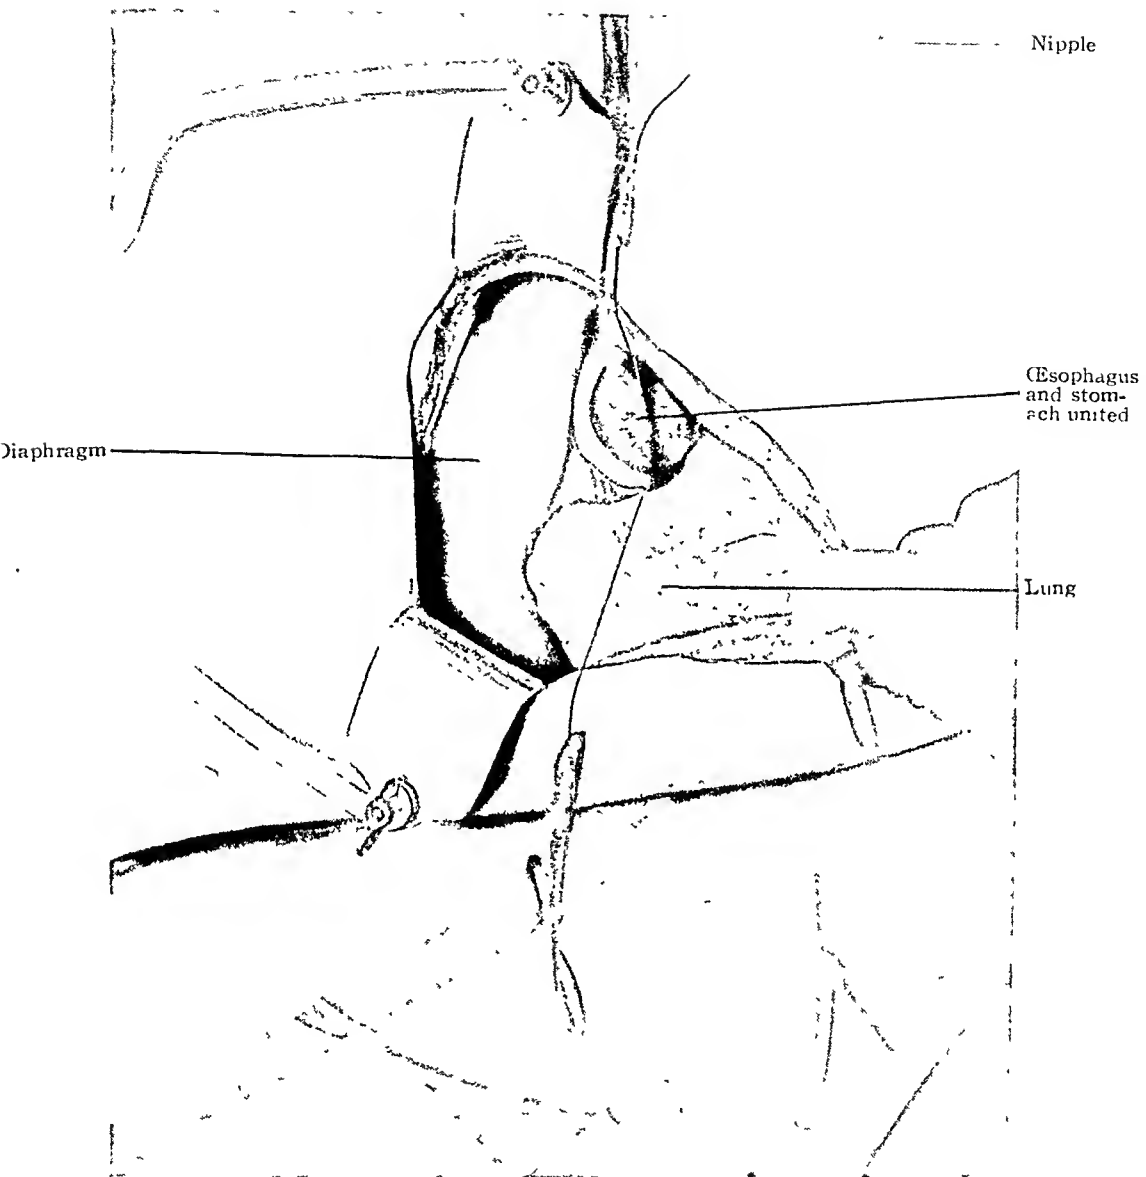 Nipple
Œsophagus
and stom-
ach united
Diaphragm
Lung